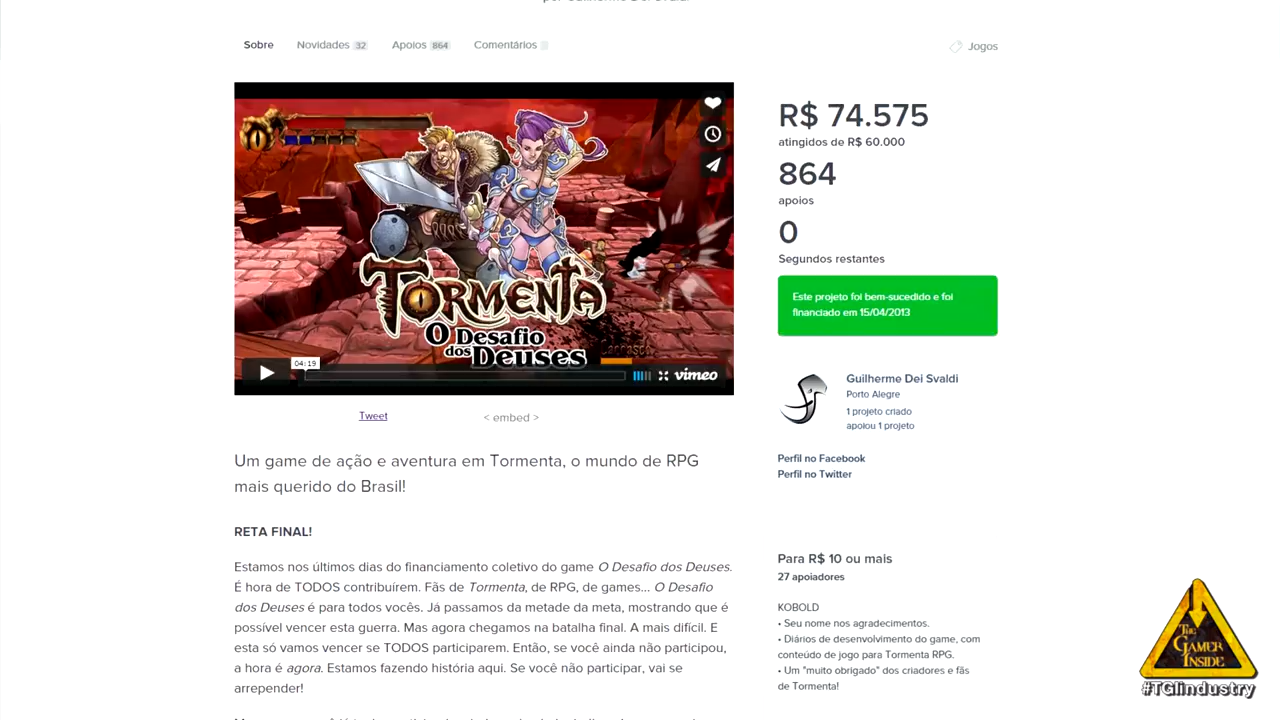 Sobre Novidades 32 Apoios 864 Comentários
Jogos
TORMENTA
O Desafio
dos Deuses
Carrasco
04:19
vimeo
Tweet
< embed >
Um game de ação e aventura em Tormenta, o mundo de RPG
mais querido do Brasil!
RETA FINAL!
Estamos nos últimos dias do financiamento coletivo do game O Desafio dos Deuses.
É hora de TODOS contribuírem. Fãs de Tormenta, de RPG, de games... O Desafio
dos Deuses é para todos vocês. Já passamos da metade da meta, mostrando que é
possível vencer esta guerra. Mas agora chegamos na batalha final. A mais difícil. E
esta só vamos vencer se TODOS participarem. Então, se você ainda não participou,
a hora é agora. Estamos fazendo história aqui. Se você não participar, vai se
arrepender!
R$ 74.575
atingidos de R$ 60.000
864
apoios
0
Segundos restantes
Este projeto foi bem-sucedido e foi
financiado em 15/04/2013
Guilherme Dei Svaldi
Porto Alegre
1 projeto criado
apoiou 1 projeto
Perfil no Facebook
Perfil no Twitter
Para R$ 10 ou mais
27 apoiadores
KOBOLD
• Seu nome nos agradecimentos.
• Diários de desenvolvimento do game, com
conteúdo de jogo para Tormenta RPG.
• Um "muito obrigado" dos criadores e fãs
de Tormenta!
THE
GAMER
INSIDE
#TGIindustry